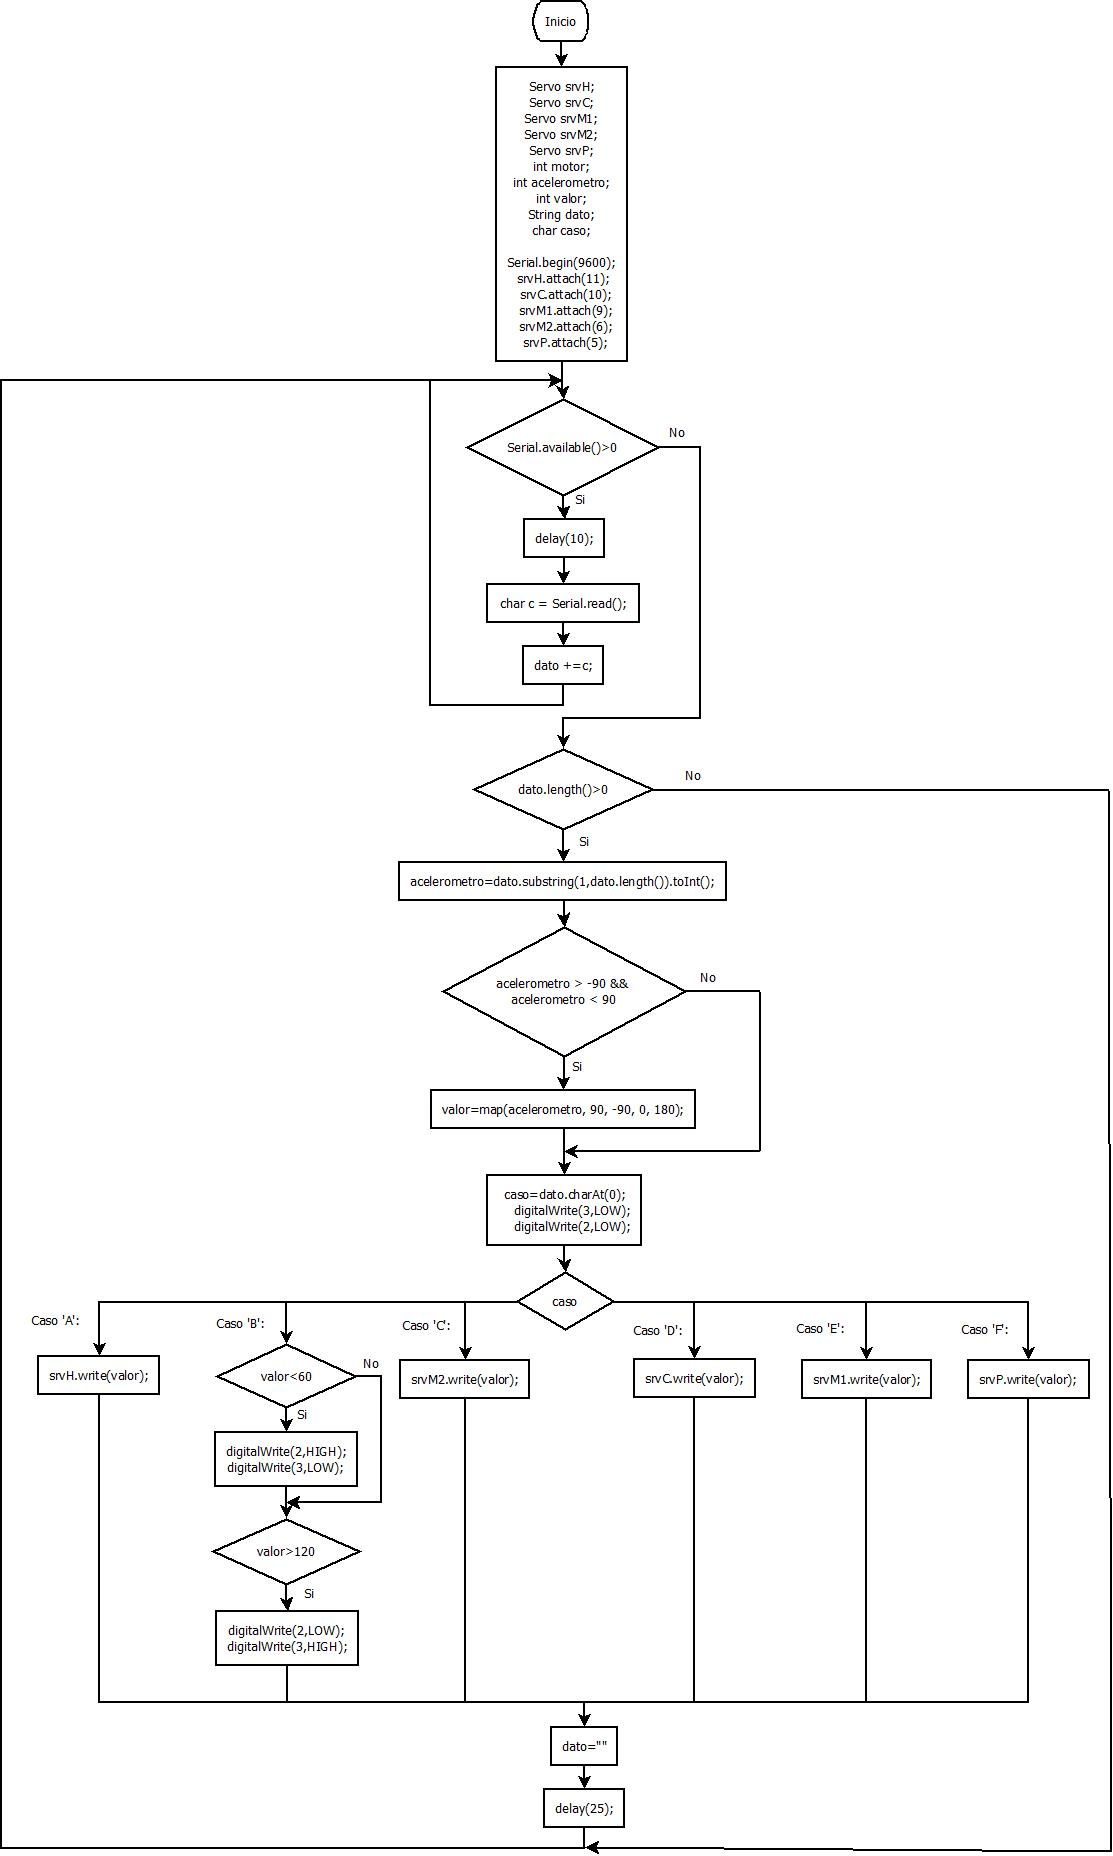 Inicio
Servo srvH;
Servo srvC;
Servo srvM1;
Servo srvM2;
Servo srvP;
int motor;
int acelerometro;
int valor;
String dato;
char caso;
Serial.begin(9600);
srvH.attach(11);
srvC.attach(10);
srvM1.attach(9);
srvM2.attach(6);
srvP.attach(5);
Serial.available()>0
No
Si
delay(10);
char c = Serial.read();
dato +=c;
dato.length()>0
No
Si
acelerometro=dato.substring(1,dato.length()).toInt();
acelerometro > -90 &&
acelerometro < 90
No
Si
valor=map(acelerometro, 90, -90, 0, 180);
caso=dato.charAt(0);
digitalWrite(3,LOW);
digitalWrite(2,LOW);
caso
Caso 'A':
srvH.write(valor);
Caso 'B':
valor<60
No
Si
digitalWrite(2,HIGH);
digitalWrite(3,LOW);
valor>120
Si
digitalWrite(2,LOW);
digitalWrite(3,HIGH);
Caso 'C':
srvM2.write(valor);
Caso 'D':
srvC.write(valor);
Caso 'E':
srvM1.write(valor);
Caso 'F':
srvP.write(valor);
dato=""
delay(25);